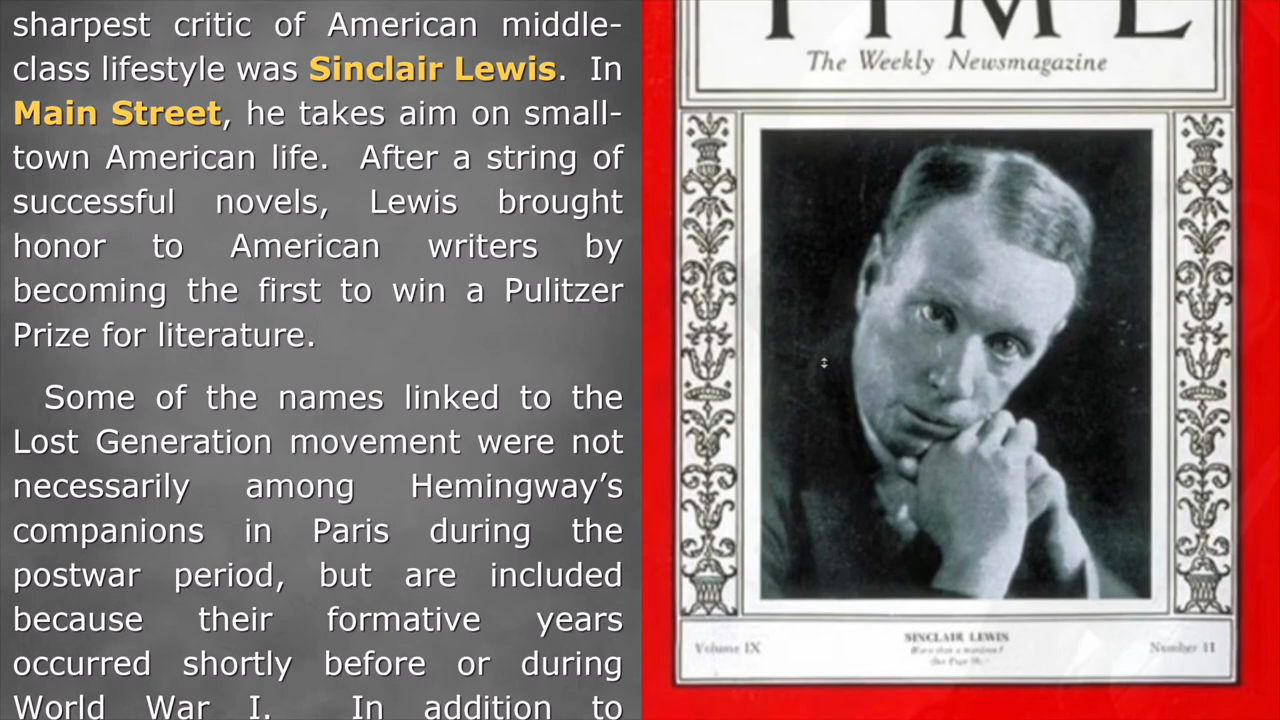 sharpest critic of American middle-
class lifestyle was Sinclair Lewis. In
Main Street, he takes aim on small-
town American life. After a string of
successful novels, Lewis brought
honor to American writers by
becoming the first to win a Pulitzer
Prize for literature.
Some of the names linked to the
Lost Generation movement were not
necessarily among Hemingway’s
companions in Paris during the
postwar period, but are included
because their formative years
occurred shortly before or during
World War I. In addition to
TIME
The Weekly Newsmagazine
SINCLAIR LEWIS
Volume IX
Number 11